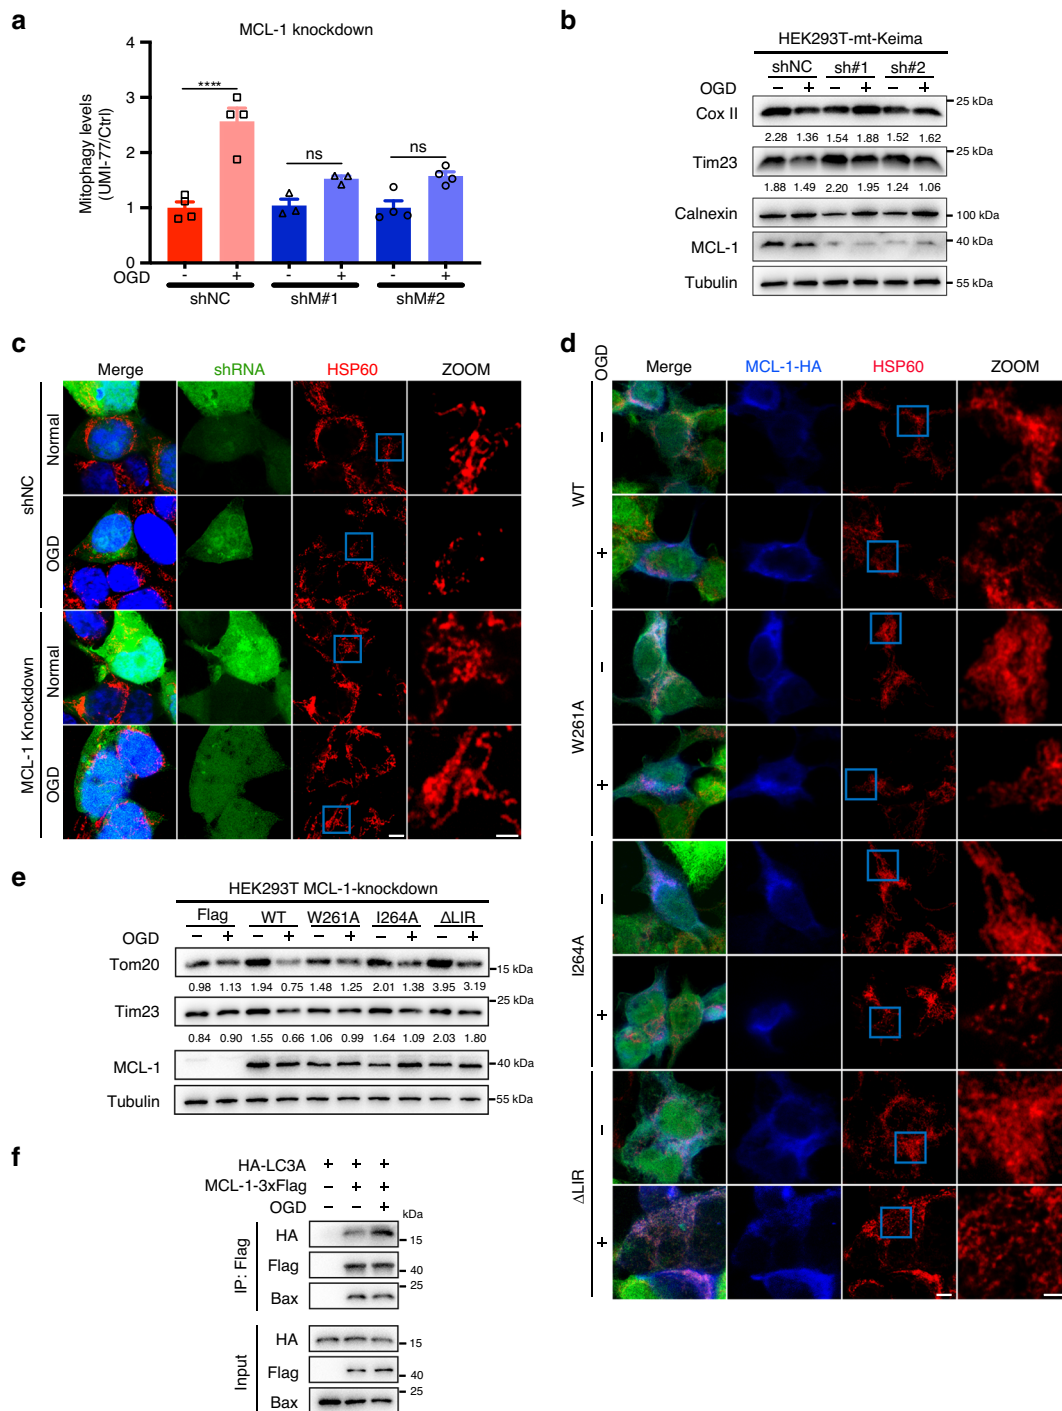 a
MCL-1 knockdown
Mitophagy levels
(UMI-77/Ctrl)
4
3
2
1
0
****
ns
ns
OGD - + - + - +
shNC shM#1 shM#2
b
HEK293T-mt-Keima
shNC sh#1 sh#2
OGD − + − + − +
Cox II 25 kDa
2.28 1.36 1.54 1.88 1.52 1.62
Tim23 25 kDa
1.88 1.49 2.20 1.95 1.24 1.06
Calnexin 100 kDa
MCL-1 40 kDa
Tubulin 55 kDa
c
Merge shRNA HSP60 ZOOM
shNC
Normal
OGD
MCL-1 Knockdown
Normal
OGD
d
OGD Merge MCL-1-HA HSP60 ZOOM
WT
−
+
W261A
−
+
I264A
−
+
ΔLIR
−
+
e
HEK293T MCL-1-knockdown
Flag WT W261A I264A ΔLIR
OGD − + − + − + − + − +
Tom20 15 kDa
0.98 1.13 1.94 0.75 1.48 1.25 2.01 1.38 3.95 3.19
Tim23 25 kDa
0.84 0.90 1.55 0.66 1.06 0.99 1.64 1.09 2.03 1.80
MCL-1 40 kDa
Tubulin 55 kDa
f
HA-LC3A + + +
MCL-1-3xFlag − + +
OGD − − +
kDa
IP: Flag
HA 15
Flag 40
25
Bax
Input
HA 15
Flag 40
25
Bax